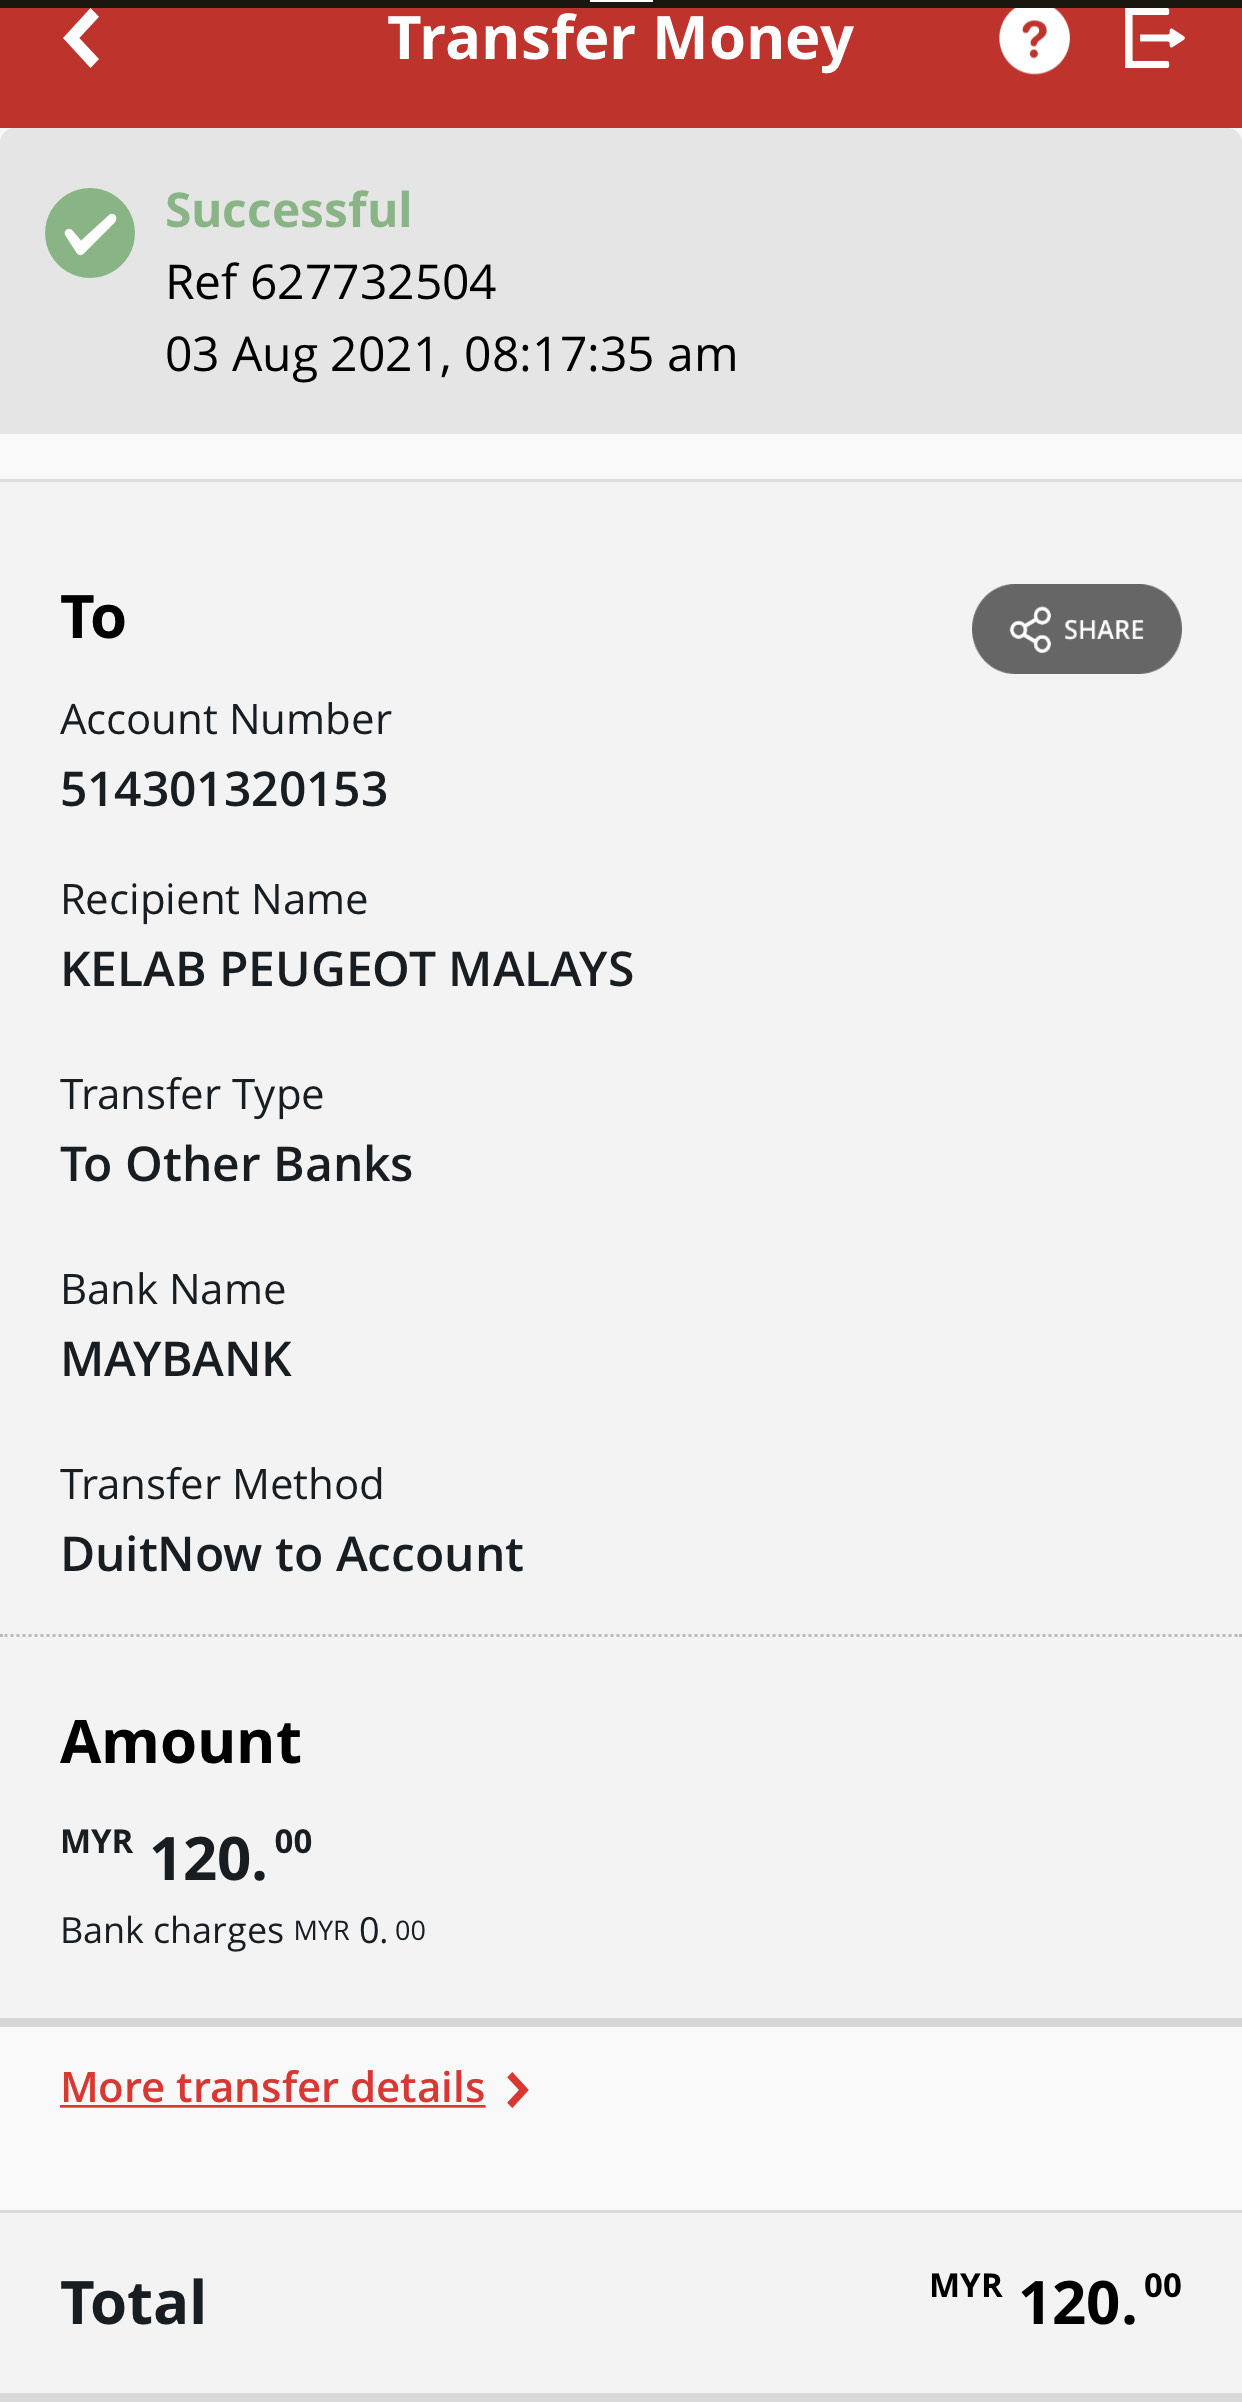 Transfer Money
?
Successful
Ref 627732504
03 Aug 2021, 08:17:35 am
To
SHARE
Account Number
514301320153
Recipient Name
KELAB PEUGEOT MALAYS
Transfer Type
To Other Banks
Bank Name
MAYBANK
Transfer Method
DuitNow to Account
Amount
MYR 120.00
Bank charges MYR 0.00
More transfer details
Total MYR 120.00